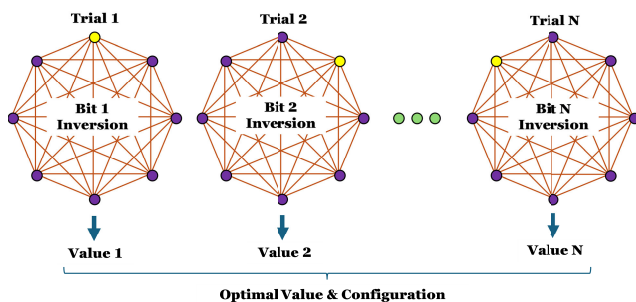 Trial 1
Trial 2
Trial N
Bit 1
Inversion
Bit 2
Inversion
Bit N
Inversion
Value 1
Value 2
Value N
Optimal Value & Configuration